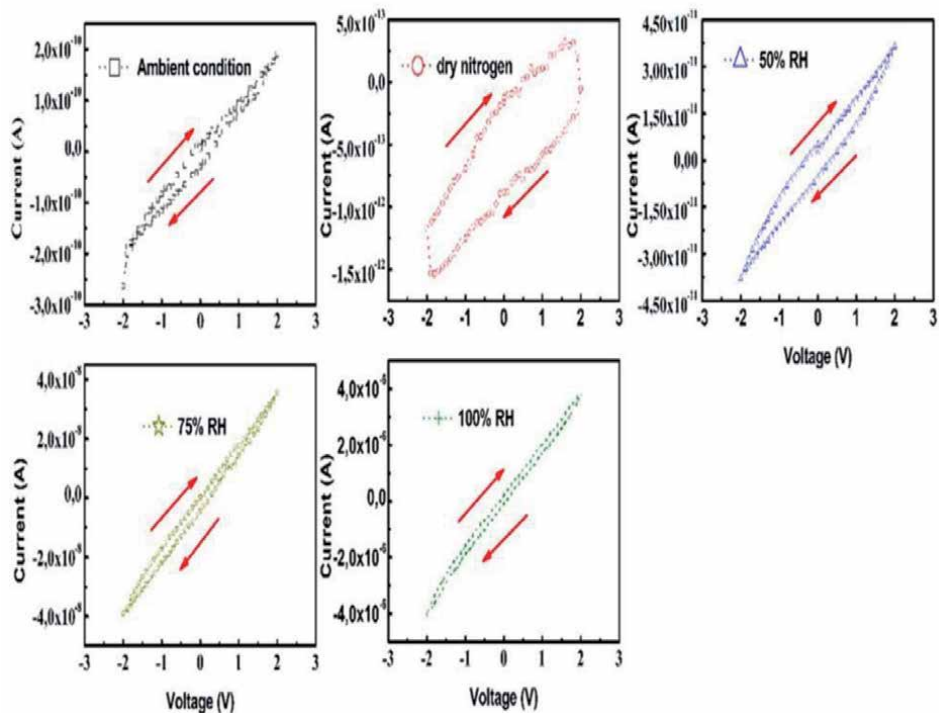 Current (A)
2,0x10⁻¹⁰
1,0x10⁻¹⁰
0,0
-1,0x10⁻¹⁰
-2,0x10⁻¹⁰
-3,0x10⁻¹⁰
Ambient condition
-3 -2 -1 0 1 2 3
Current (A)
5,0x10⁻¹³
0,0
-5,0x10⁻¹³
-1,0x10⁻¹²
-1,5x10⁻¹²
dry nitrogen
-3 -2 -1 0 1 2 3
Current (A)
4,50x10⁻¹¹
3,00x10⁻¹¹
1,50x10⁻¹¹
0,00
-1,50x10⁻¹¹
-3,00x10⁻¹¹
-4,50x10⁻¹¹
50% RH
-3 -2 -1 0 1 2 3
Voltage (V)
Current (A)
4,0x10⁻⁸
2,0x10⁻⁸
0,0
-2,0x10⁻⁸
-4,0x10⁻⁸
75% RH
-3 -2 -1 0 1 2 3
Voltage (V)
Current (A)
4,0x10⁻⁶
2,0x10⁻⁶
0,0
-2,0x10⁻⁶
-4,0x10⁻⁶
100% RH
-3 -2 -1 0 1 2 3
Voltage (V)